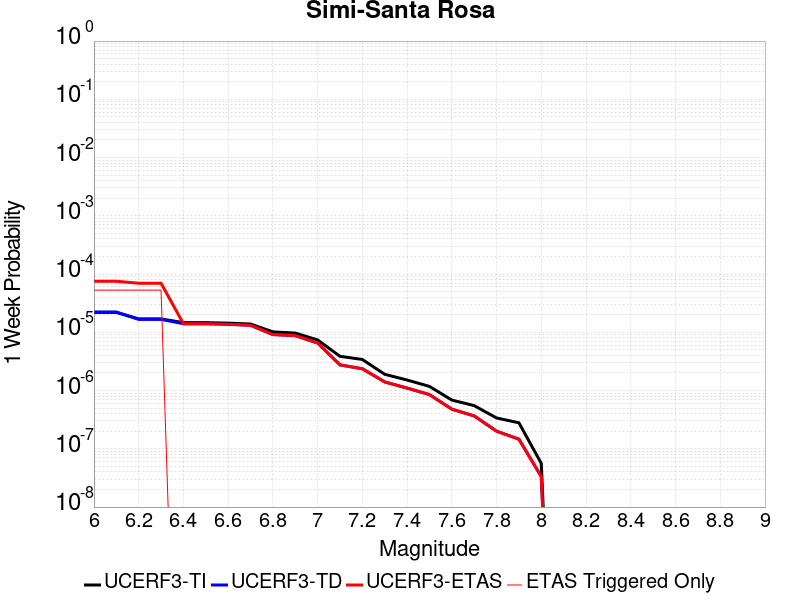 Simi-Santa Rosa
10^0
10^-1
10^-2
10^-3
10^-4
10^-5
10^-6
10^-7
10^-8
1 Week Probability
6 6.2 6.4 6.6 6.8 7 7.2 7.4 7.6 7.8 8 8.2 8.4 8.6 8.8 9
Magnitude
UCERF3-TI UCERF3-TD UCERF3-ETAS ETAS Triggered Only